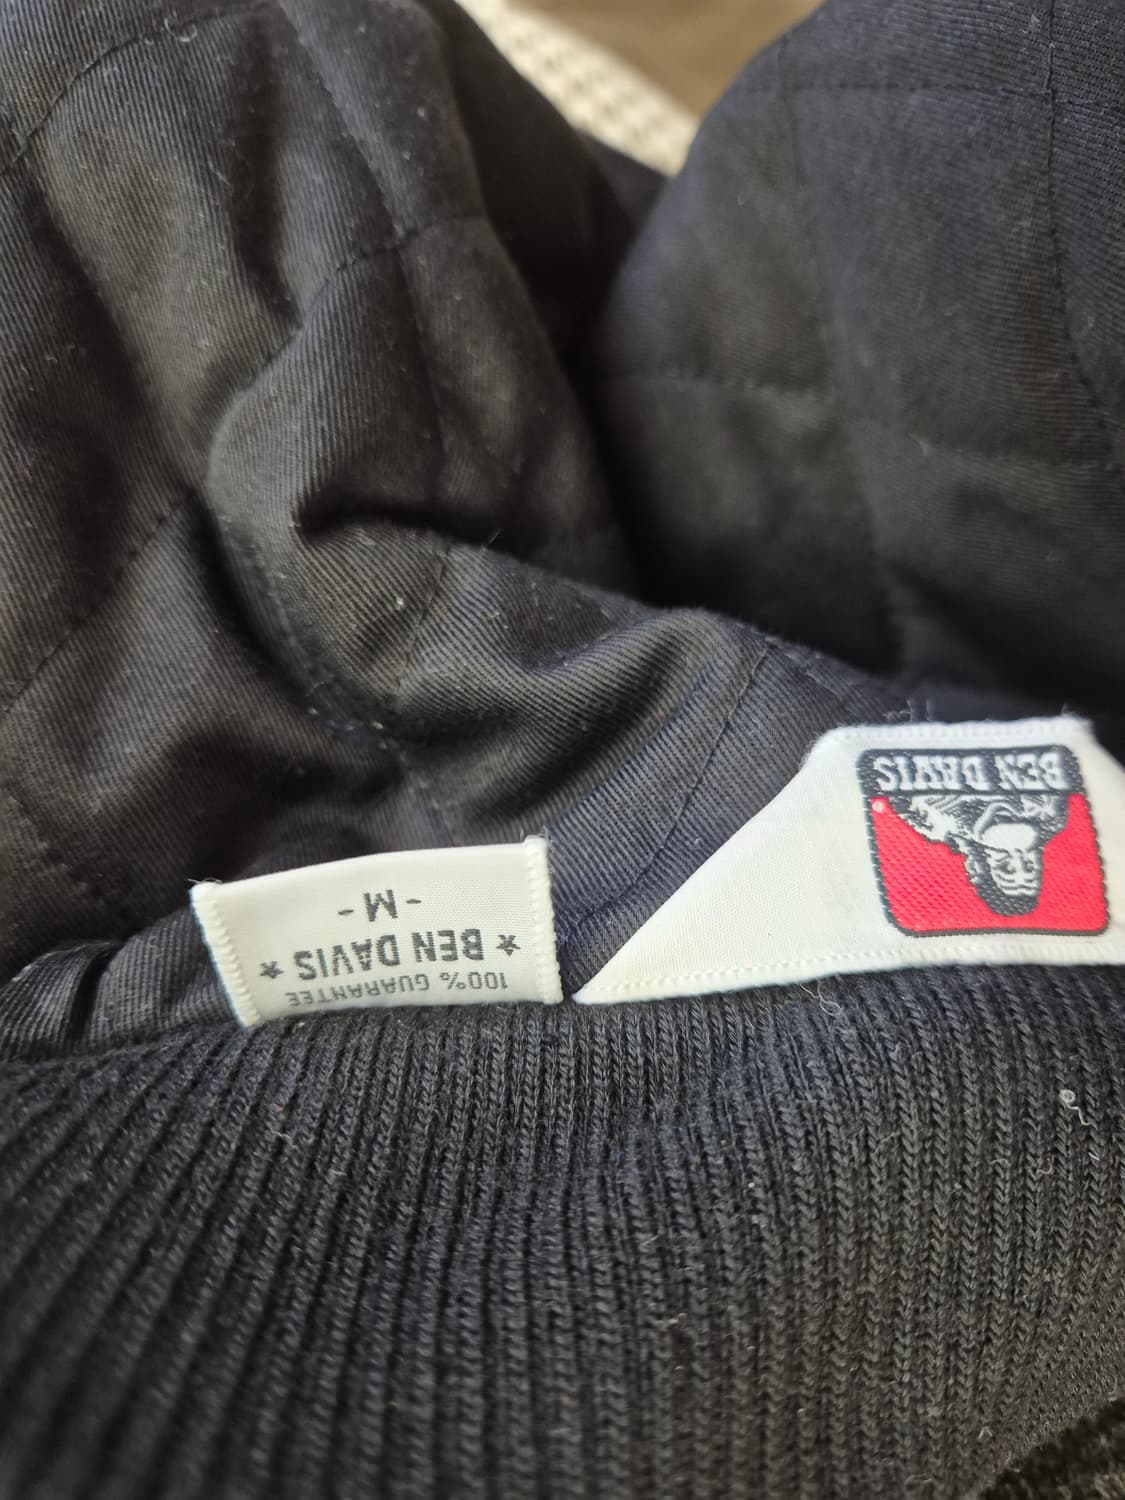 BEN DAVIS
100% GUARANTEE
★ BEN DAVIS ★
- M -